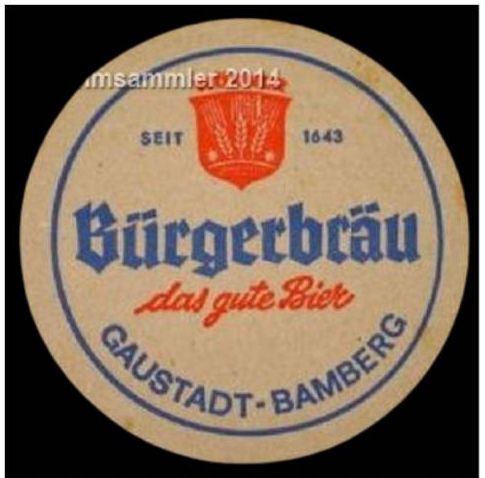 msammler 2014
SEIT 1643
Bürgerbräu
das gute Bier
GAUSTADT-BAMBERG